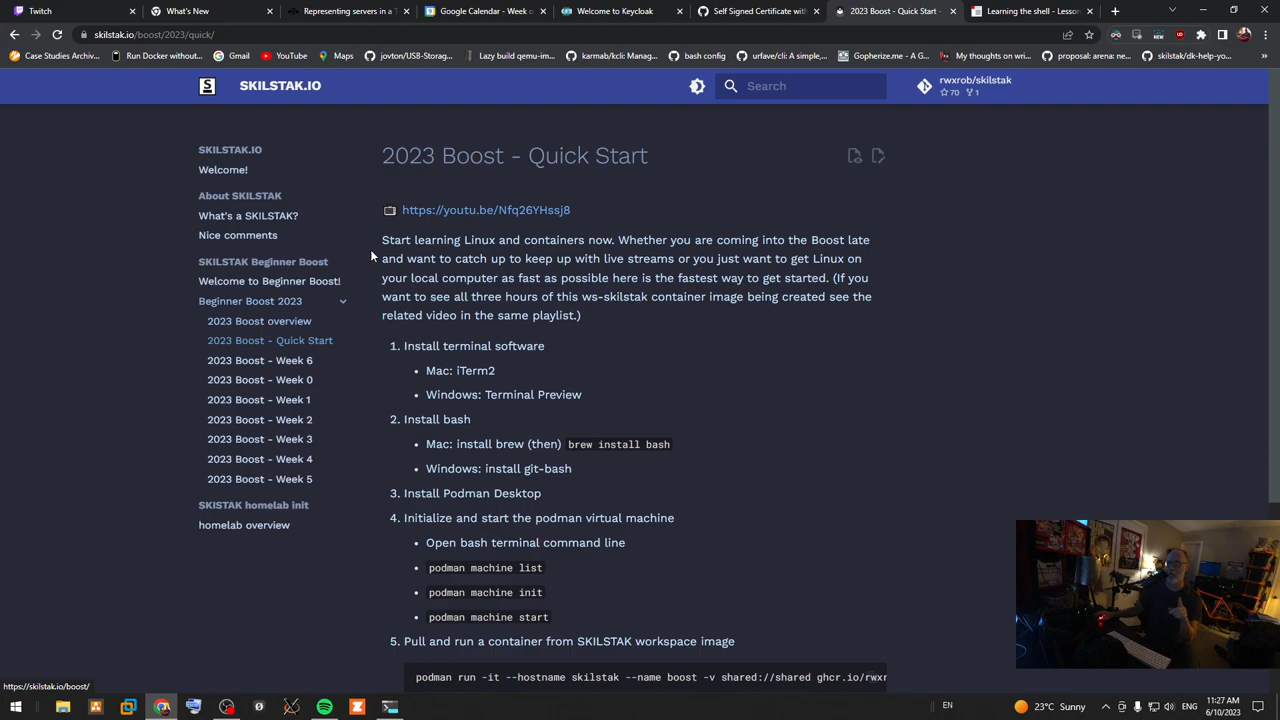 Twitch
What's New
Representing servers in a T
Google Calendar - Week o
Welcome to Keycloak
Self Signed Certificate with
2023 Boost - Quick Start
Learning the shell - Lesson
skilstak.io/boost/2023/quick/
Case Studies Archiv...
Run Docker without...
Gmail
YouTube
Maps
joyton/USB-Storag...
Lazy build qemu-im...
karmab/kcli: Manag...
bash config
urfave/cli: A simple...
Gopherize.me - A G...
My thoughts on wri...
proposal: arena: ne...
skilstak/dk-help-yo...
SKILSTAK.IO
Search
rwxrob/skilstak
70 1
SKILSTAK.IO
Welcome!
About SKILSTAK
What's a SKILSTAK?
Nice comments
SKILSTAK Beginner Boost
Welcome to Beginner Boost!
Beginner Boost 2023
2023 Boost overview
2023 Boost - Quick Start
2023 Boost - Week 6
2023 Boost - Week 0
2023 Boost - Week 1
2023 Boost - Week 2
2023 Boost - Week 3
2023 Boost - Week 4
2023 Boost - Week 5
SKISTAK homelab init
homelab overview
2023 Boost - Quick Start
https://youtu.be/Nfq26YHssj8
Start learning Linux and containers now. Whether you are coming into the Boost late
and want to catch up to keep up with live streams or you just want to get Linux on
your local computer as fast as possible here is the fastest way to get started. (If you
want to see all three hours of this ws-skilstak container image being created see the
related video in the same playlist.)
1. Install terminal software
• Mac: iTerm2
• Windows: Terminal Preview
2. Install bash
• Mac: install brew (then) brew install bash
• Windows: install git-bash
3. Install Podman Desktop
4. Initialize and start the podman virtual machine
• Open bash terminal command line
• podman machine list
• podman machine init
• podman machine start
5. Pull and run a container from SKILSTAK workspace image
podman run -it --hostname skilstak --name boost -v shared://shared ghcr.io/rwxr
https://skilstak.io/boost/
EN
23°C Sunny
11:27 AM
6/10/2023